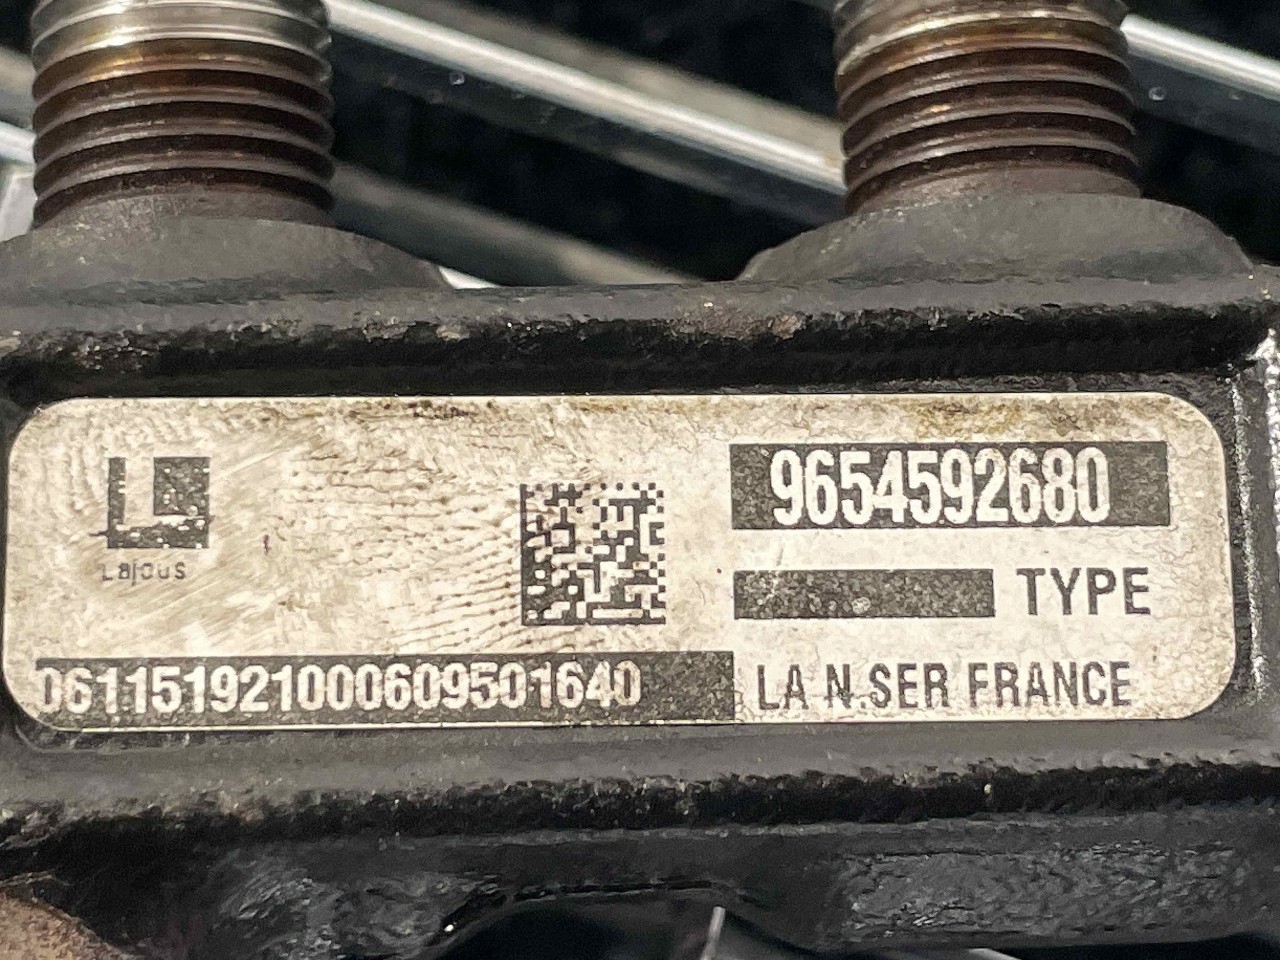 L
Lajous
9654592680
TYPE
061151921000609501640
LA N.SER FRANCE